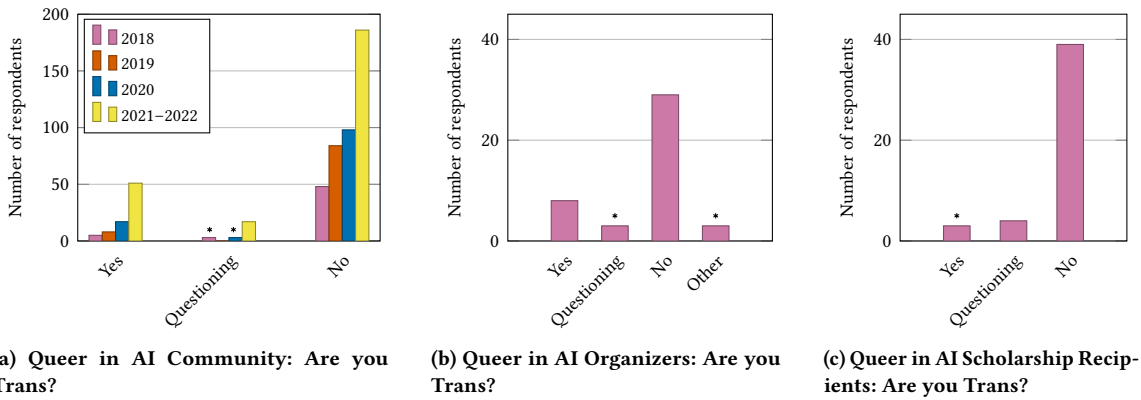 200
150
100
50
0
Number of respondents
2018
2019
2020
2021–2022
* *
Yes
Questioning
No
a) Queer in AI Community: Are you
Trans?
40
20
0
Number of respondents
* *
Yes
Questioning
No
Other
(b) Queer in AI Organizers: Are you
Trans?
40
20
0
Number of respondents
*
Yes
Questioning
No
(c) Queer in AI Scholarship Recip-
ients: Are you Trans?